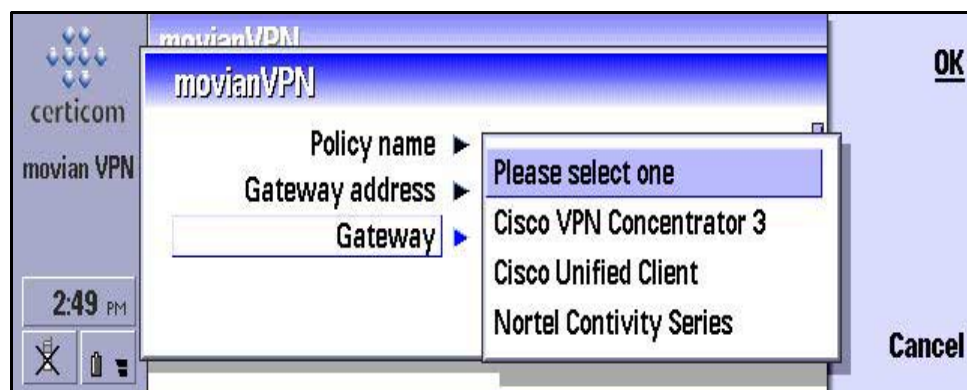 certicom
movian VPN
2:49 PM
movianVPN
movianVPN
Policy name
Gateway address
Gateway
Please select one
Cisco VPN Concentrator 3
Cisco Unified Client
Nortel Contivity Series
OK
Cancel